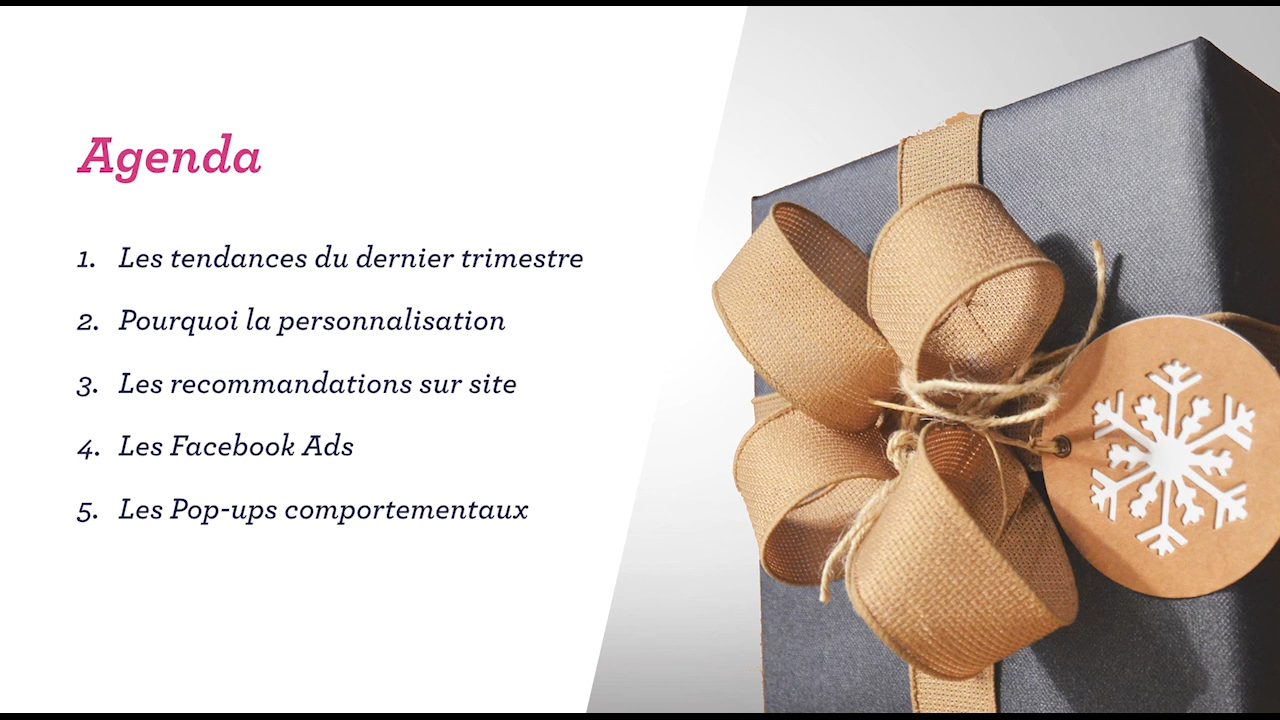 Agenda
1. Les tendances du dernier trimestre
2. Pourquoi la personnalisation
3. Les recommandations sur site
4. Les Facebook Ads
5. Les Pop-ups comportementaux